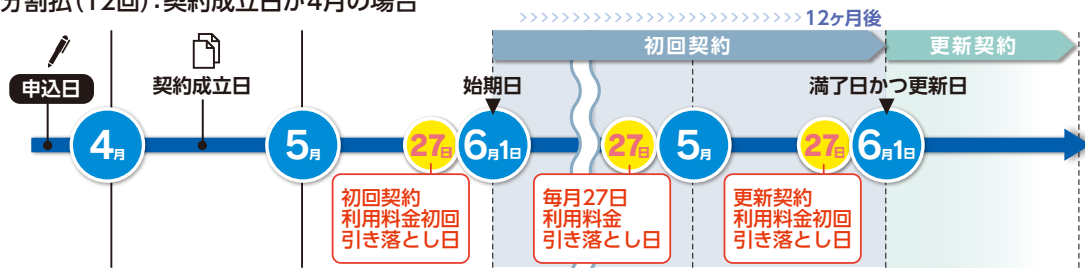 分割払(12回):契約成立日が4月の場合
12ヶ月後
初回契約
更新契約
申込日
契約成立日
始期日
満了日かつ更新日
4月
5月
27日
6月1日
27日
5月
27日
6月1日
初回契約
利用料金初回
引き落とし日
毎月27日
利用料金
引き落とし日
更新契約
利用料金初回
引き落とし日